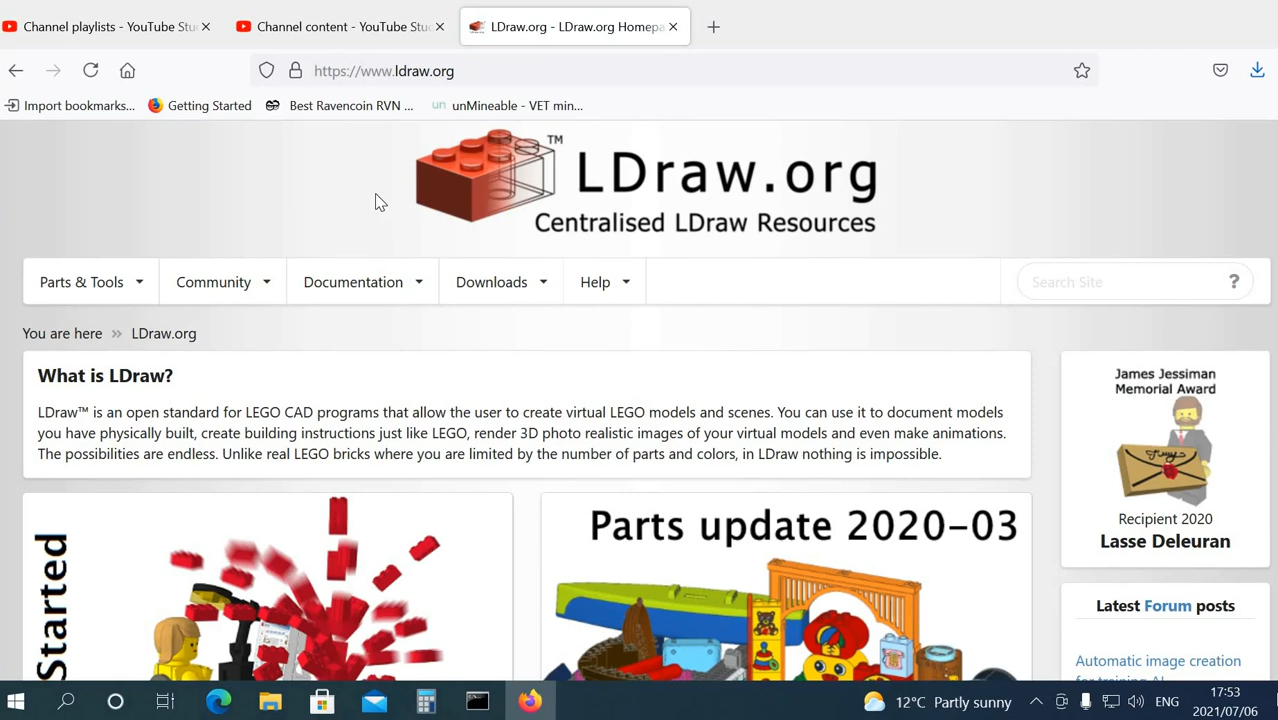 Channel playlists - YouTube Stu
Channel content - YouTube Stud
LDraw.org - LDraw.org Homepa
https://www.ldraw.org
Import bookmarks...
Getting Started
Best Ravencoin RVN ...
un
unMineable - VET min...
TM
LDraw.org
Centralised LDraw Resources
Parts & Tools
Community
Documentation
Downloads
Help
Search Site
?
You are here » LDraw.org
What is LDraw?
LDraw™ is an open standard for LEGO CAD programs that allow the user to create virtual LEGO models and scenes. You can use it to document models
you have physically built, create building instructions just like LEGO, render 3D photo realistic images of your virtual models and even make animations.
The possibilities are endless. Unlike real LEGO bricks where you are limited by the number of parts and colors, in LDraw nothing is impossible.
James Jessiman
Memorial Award
Recipient 2020
Lasse Deleuran
Started
Parts update 2020-03
Latest Forum posts
Automatic image creation
for training AI
12°C Partly sunny
ENG
17:53
2021/07/06